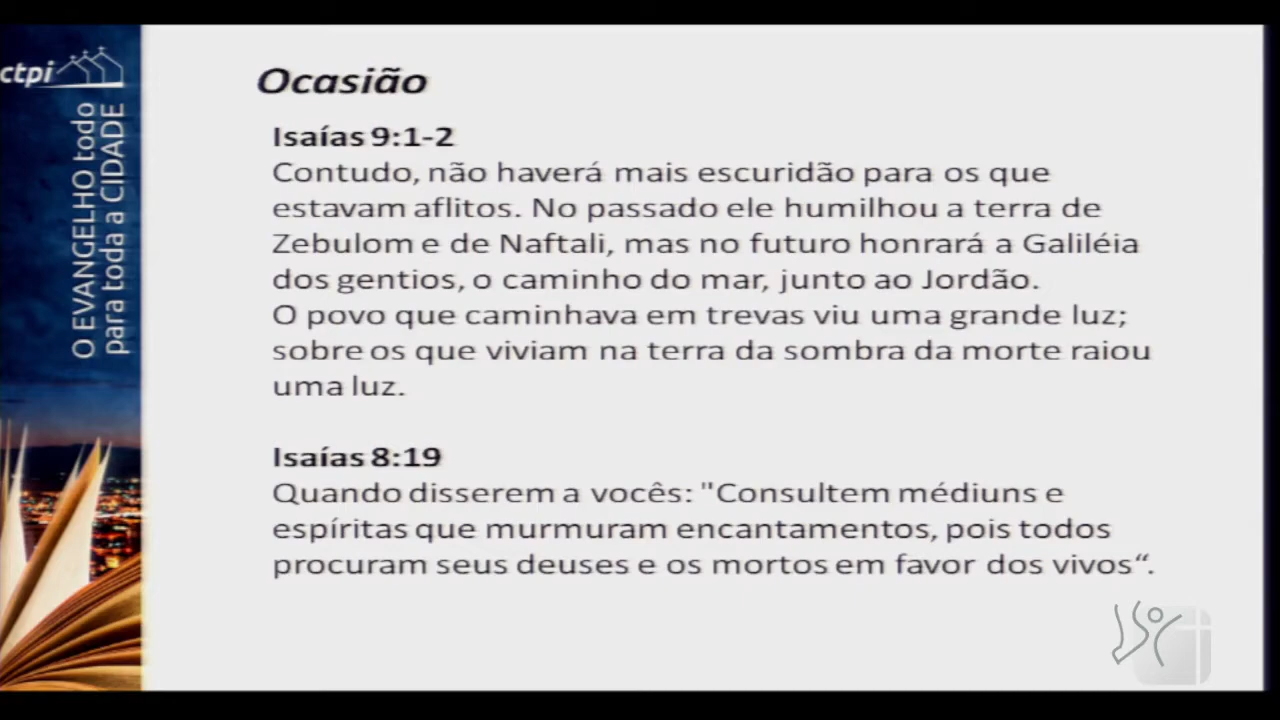 ctpi
O EVANGELHO todo
para toda a CIDADE
Ocasião
Isaías 9:1-2
Contudo, não haverá mais escuridão para os que
estavam aflitos. No passado ele humilhou a terra de
Zebulom e de Naftali, mas no futuro honrará a Galiléia
dos gentios, o caminho do mar, junto ao Jordão.
O povo que caminhava em trevas viu uma grande luz;
sobre os que viviam na terra da sombra da morte raiou
uma luz.
Isaías 8:19
Quando disserem a vocês: "Consultem médiuns e
espíritas que murmuram encantamentos, pois todos
procuram seus deuses e os mortos em favor dos vivos“.